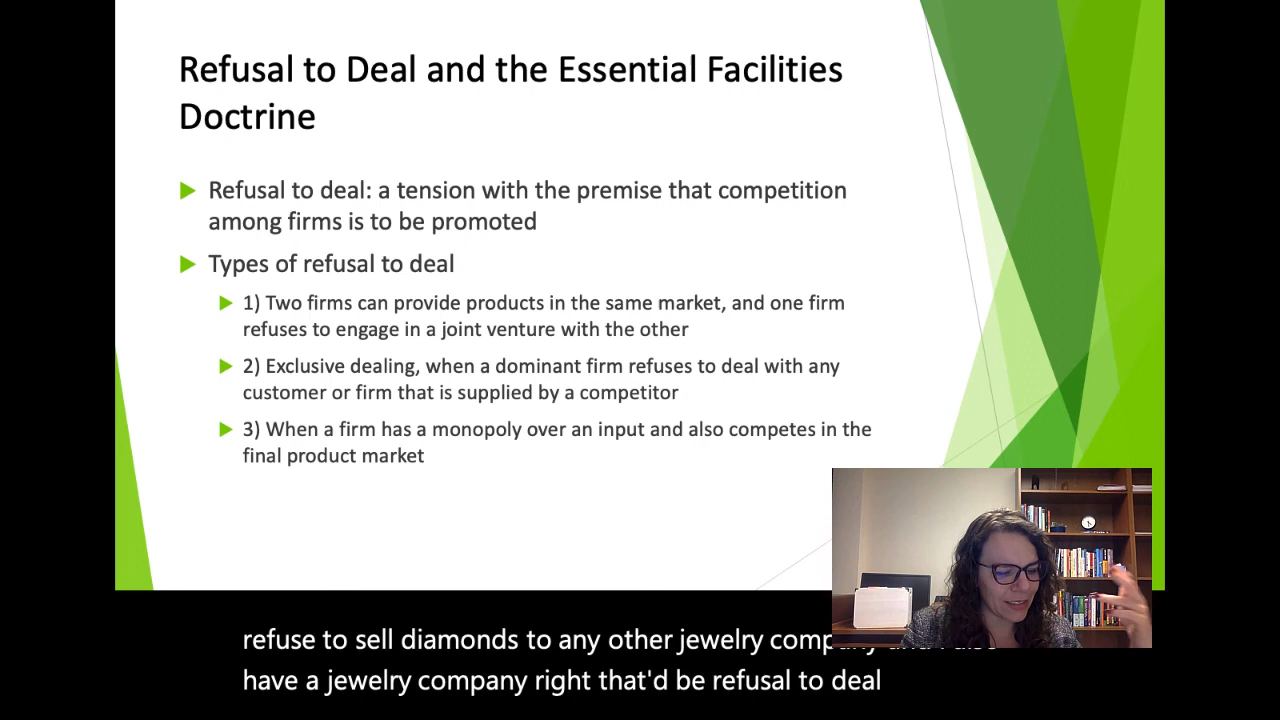 Refusal to Deal and the Essential Facilities
Doctrine
Refusal to deal: a tension with the premise that competition
among firms is to be promoted
Types of refusal to deal
1) Two firms can provide products in the same market, and one firm
refuses to engage in a joint venture with the other
2) Exclusive dealing, when a dominant firm refuses to deal with any
customer or firm that is supplied by a competitor
3) When a firm has a monopoly over an input and also competes in the
final product market
refuse to sell diamonds to any other jewelry company
have a jewelry company right that'd be refusal to deal